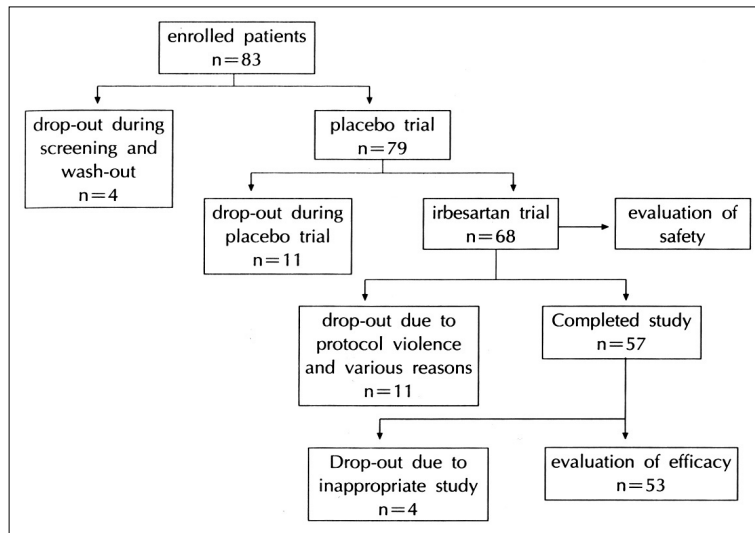 enrolled patients
n=83
drop-out during
screening and
wash-out
n=4
placebo trial
n=79
drop-out during
placebo trial
n=11
irbesartan trial
n=68
evaluation of
safety
drop-out due to
protocol violence
and various reasons
n=11
Completed study
n=57
Drop-out due to
inappropriate study
n=4
evaluation of efficacy
n=53